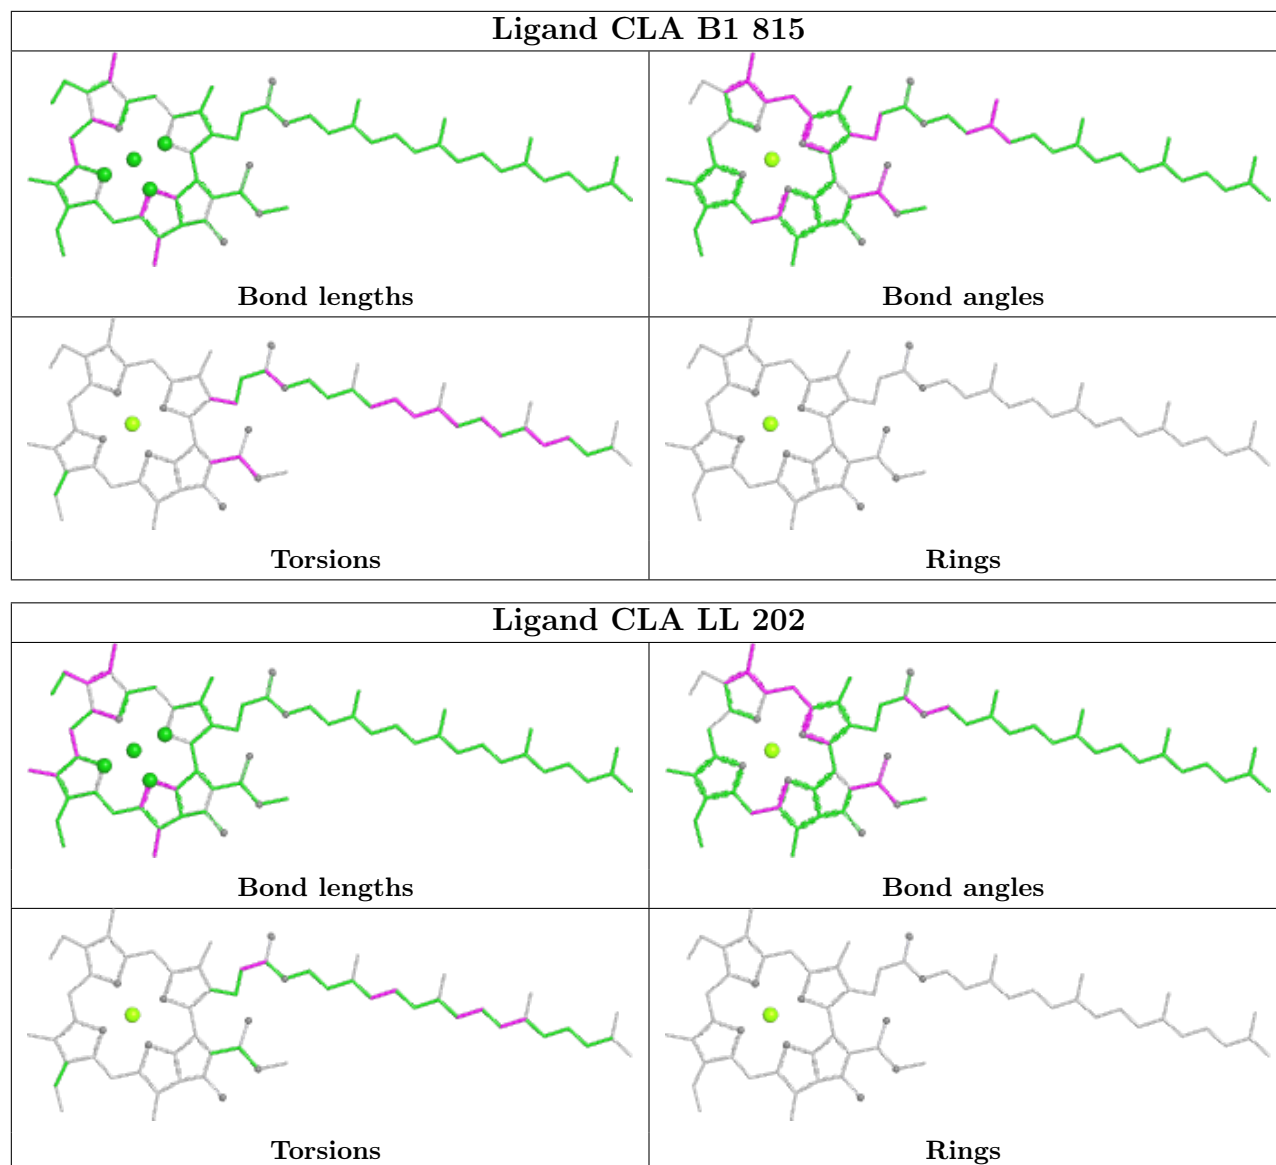 Ligand CLA B1 815
Bond lengths
Bond angles
Torsions
Rings
Ligand CLA LL 202
Bond lengths
Bond angles
Torsions
Rings